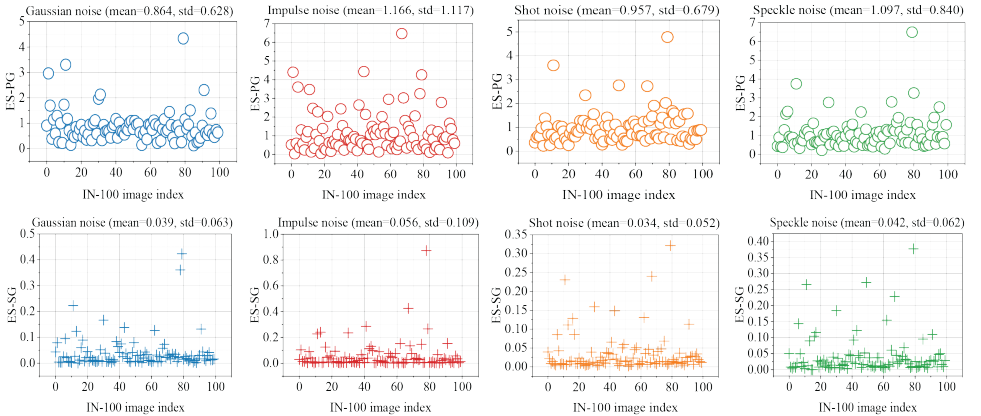 Gaussian noise (mean=0.864, std=0.628)
ES-PG
5
4
3
2
1
0
0 20 40 60 80 100
IN-100 image index
Impulse noise (mean=1.166, std=1.117)
ES-PG
7
6
5
4
3
2
1
0
0 20 40 60 80 100
IN-100 image index
Shot noise (mean=0.957, std=0.679)
ES-PG
5
4
3
2
1
0
0 20 40 60 80 100
IN-100 image index
Speckle noise (mean=1.097, std=0.840)
ES-PG
7
6
5
4
3
2
1
0
0 20 40 60 80 100
IN-100 image index
Gaussian noise (mean=0.039, std=0.063)
ES-SG
0.5
0.4
0.3
0.2
0.1
0.0
0 20 40 60 80 100
IN-100 image index
Impulse noise (mean=0.056, std=0.109)
ES-SG
1.0
0.8
0.6
0.4
0.2
0.0
0 20 40 60 80 100
IN-100 image index
Shot noise (mean=0.034, std=0.052)
ES-SG
0.35
0.30
0.25
0.20
0.15
0.10
0.05
0.00
0 20 40 60 80 100
IN-100 image index
Speckle noise (mean=0.042, std=0.062)
ES-SG
0.40
0.35
0.30
0.25
0.20
0.15
0.10
0.05
0.00
0 20 40 60 80 100
IN-100 image index